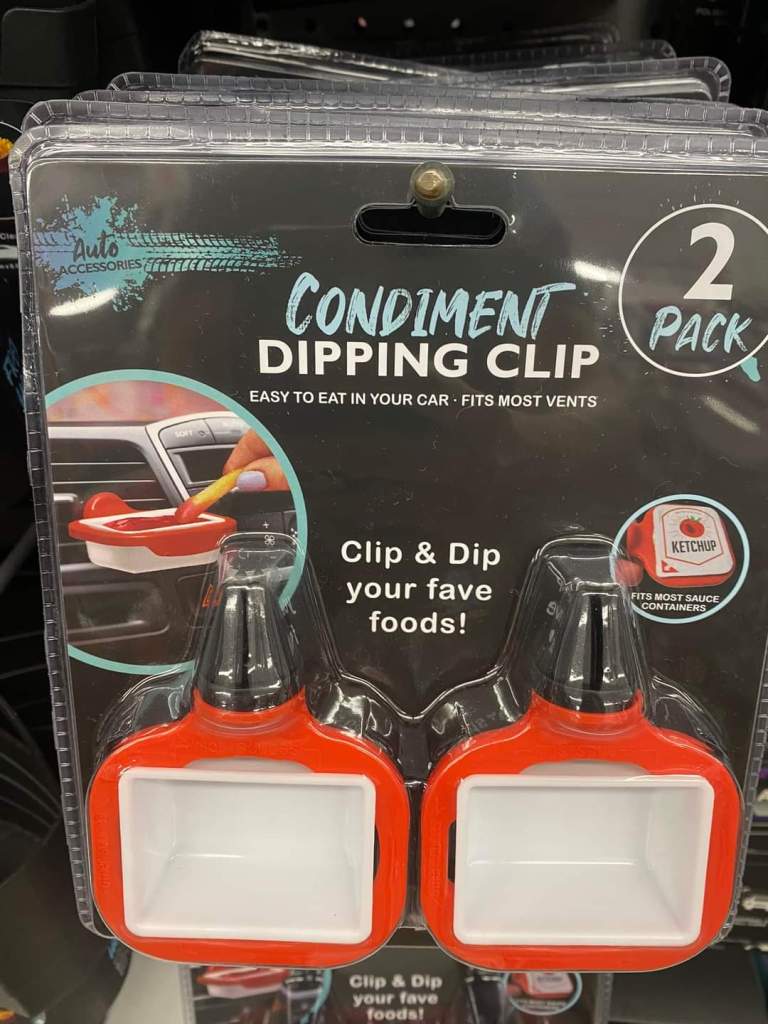 Auto
ACCESSORIES
2
PACK
CONDIMENT
DIPPING CLIP
EASY TO EAT IN YOUR CAR · FITS MOST VENTS
SOFT
Clip & Dip
your fave
foods!
KETCHUP
FITS MOST SAUCE
CONTAINERS
Clip & Dip
your fave
foods!